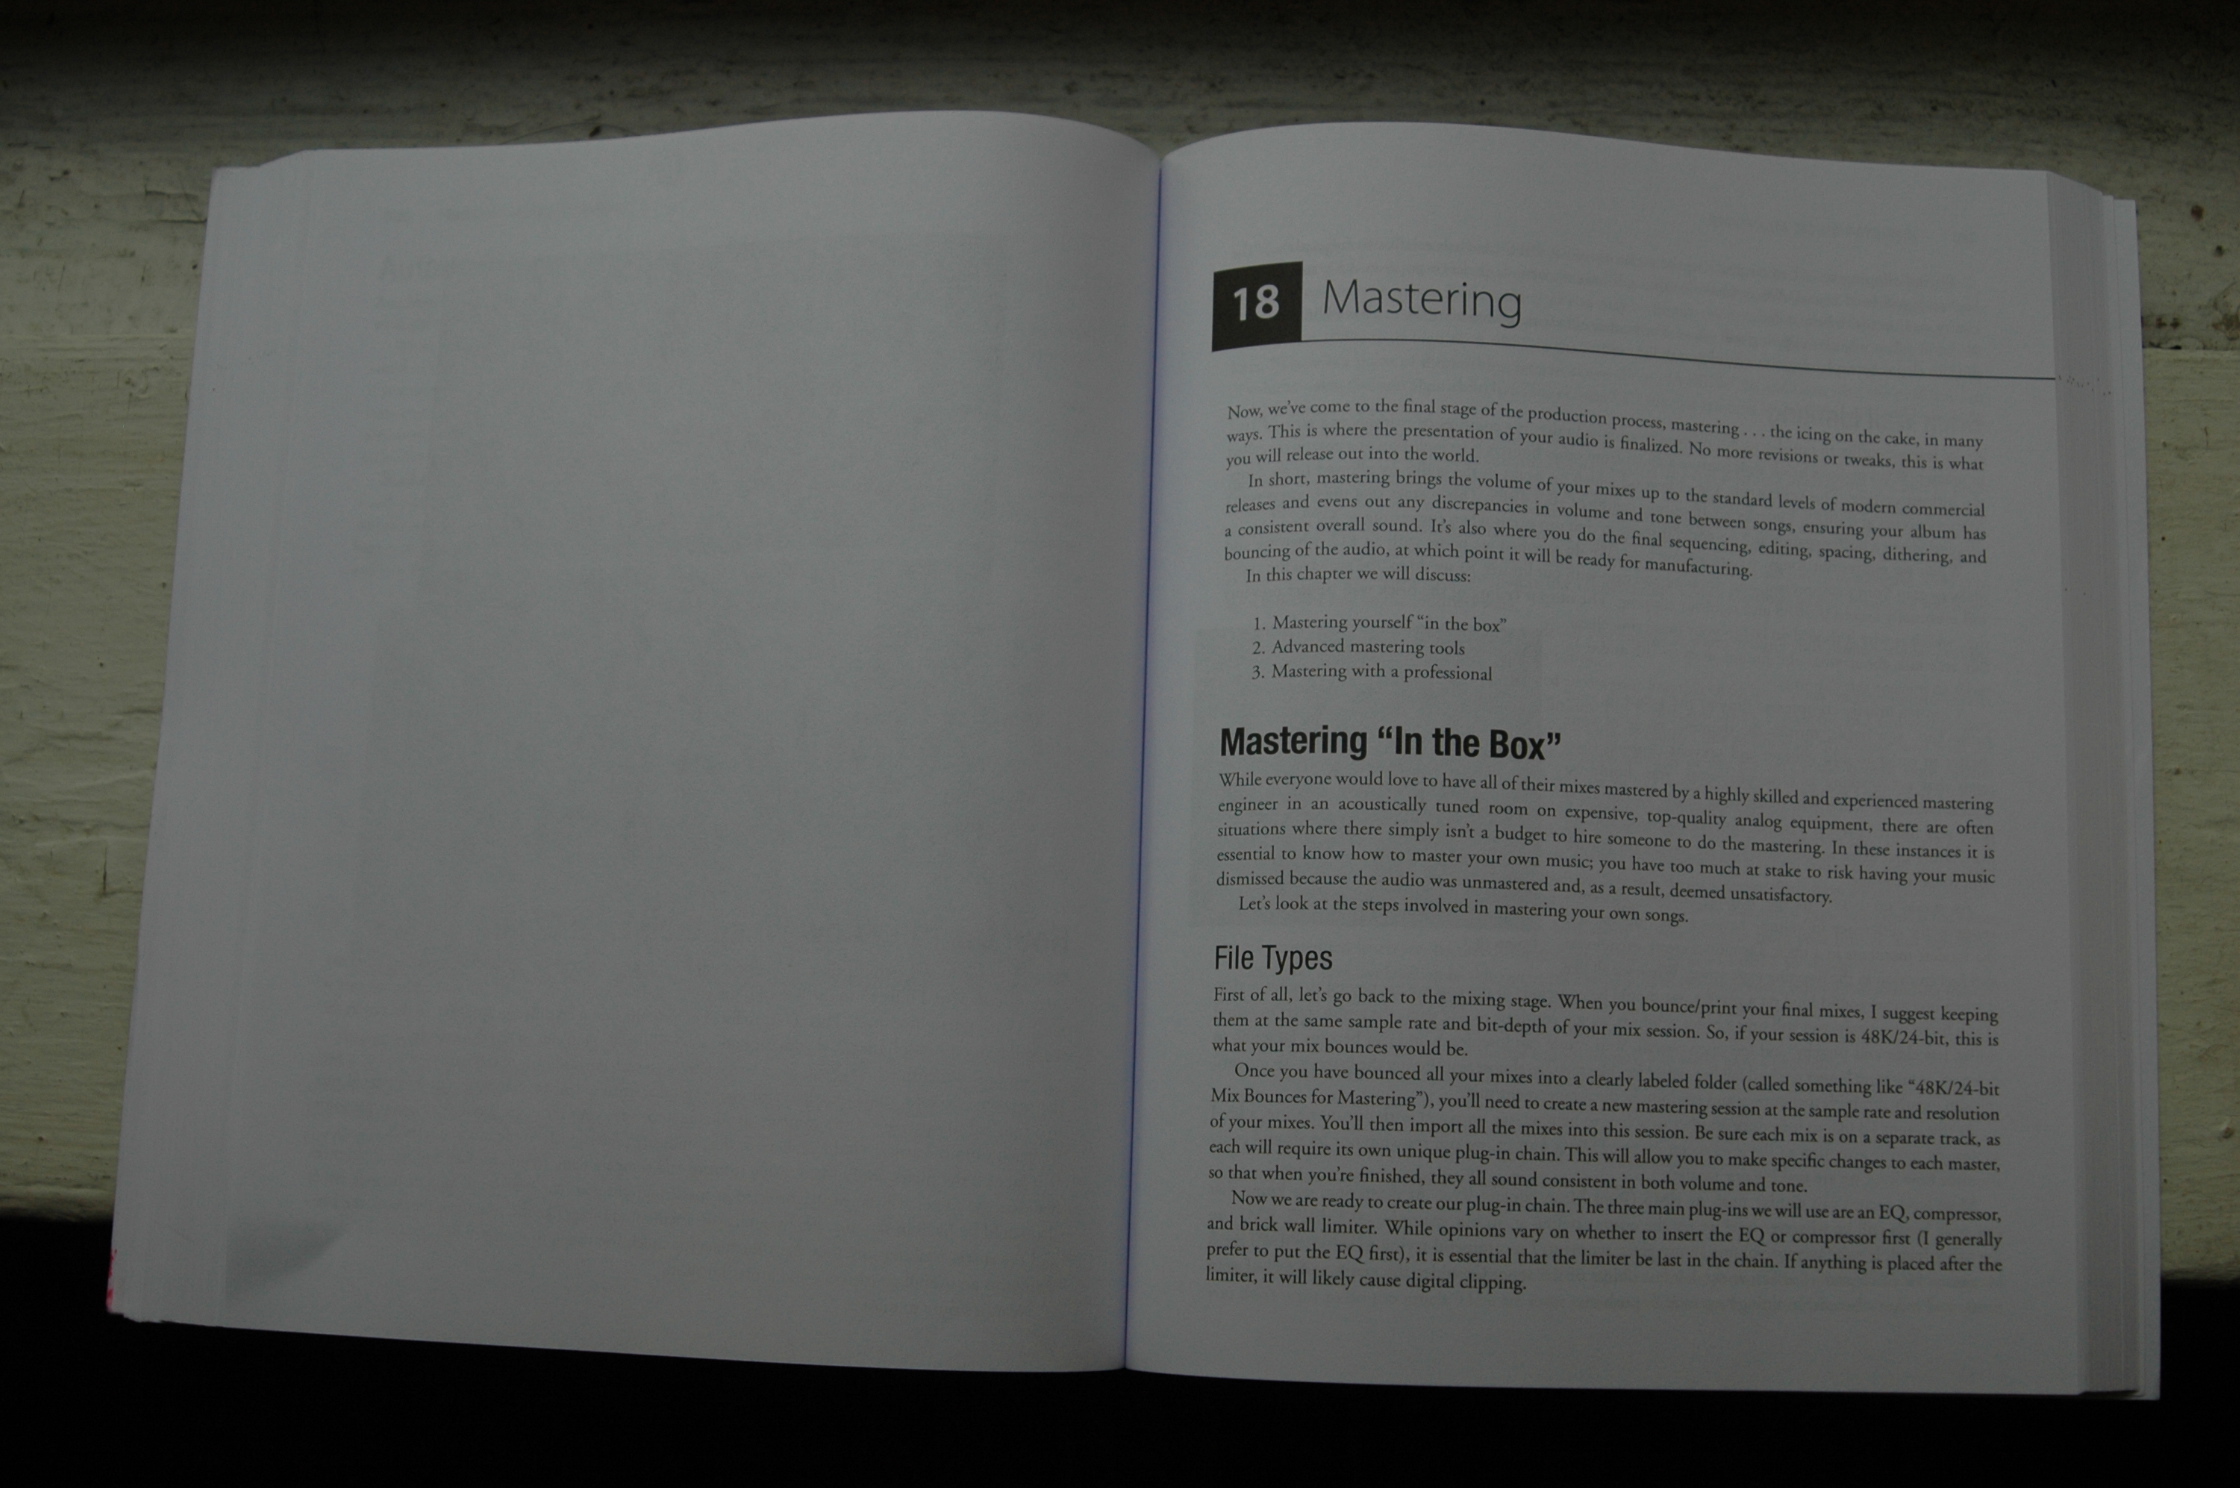 18 Mastering
Now, we've come to the final stage of the production process, mastering . . . the icing on the cake, in many
ways. This is where the presentation of your audio is finalized. No more revisions or tweaks, this is what
you will release out into the world.
In short, mastering brings the volume of your mixes up to the standard levels of modern commercial
releases and evens out any discrepancies in volume and tone between songs, ensuring your album has
a consistent overall sound. It's also where you do the final sequencing, editing, spacing, dithering, and
bouncing of the audio, at which point it will be ready for manufacturing.
In this chapter we will discuss:
1. Mastering yourself “in the box”
2. Advanced mastering tools
3. Mastering with a professional
Mastering “In the Box”
While everyone would love to have all of their mixes mastered by a highly skilled and experienced mastering
engineer in an acoustically tuned room on expensive, top-quality analog equipment, there are often
situations where there simply isn't a budget to hire someone to do the mastering. In these instances it is
essential to know how to master your own music; you have too much at stake to risk having your music
dismissed because the audio was unmastered and, as a result, deemed unsatisfactory.
Let's look at the steps involved in mastering your own songs.
File Types
First of all, let's go back to the mixing stage. When you bounce/print your final mixes, I suggest keeping
them at the same sample rate and bit-depth of your mix session. So, if your session is 48K/24-bit, this is
what your mix bounces would be.
Once you have bounced all your mixes into a clearly labeled folder (called something like “48K/24-bit
Mix Bounces for Mastering”), you'll need to create a new mastering session at the sample rate and resolution
of your mixes. You'll then import all the mixes into this session. Be sure each mix is on a separate track, as
each will require its own unique plug-in chain. This will allow you to make specific changes to each master,
so that when you're finished, they all sound consistent in both volume and tone.
Now we are ready to create our plug-in chain. The three main plug-ins we will use are an EQ, compressor,
and brick wall limiter. While opinions vary on whether to insert the EQ or compressor first (I generally
prefer to put the EQ first), it is essential that the limiter be last in the chain. If anything is placed after the
limiter, it will likely cause digital clipping.